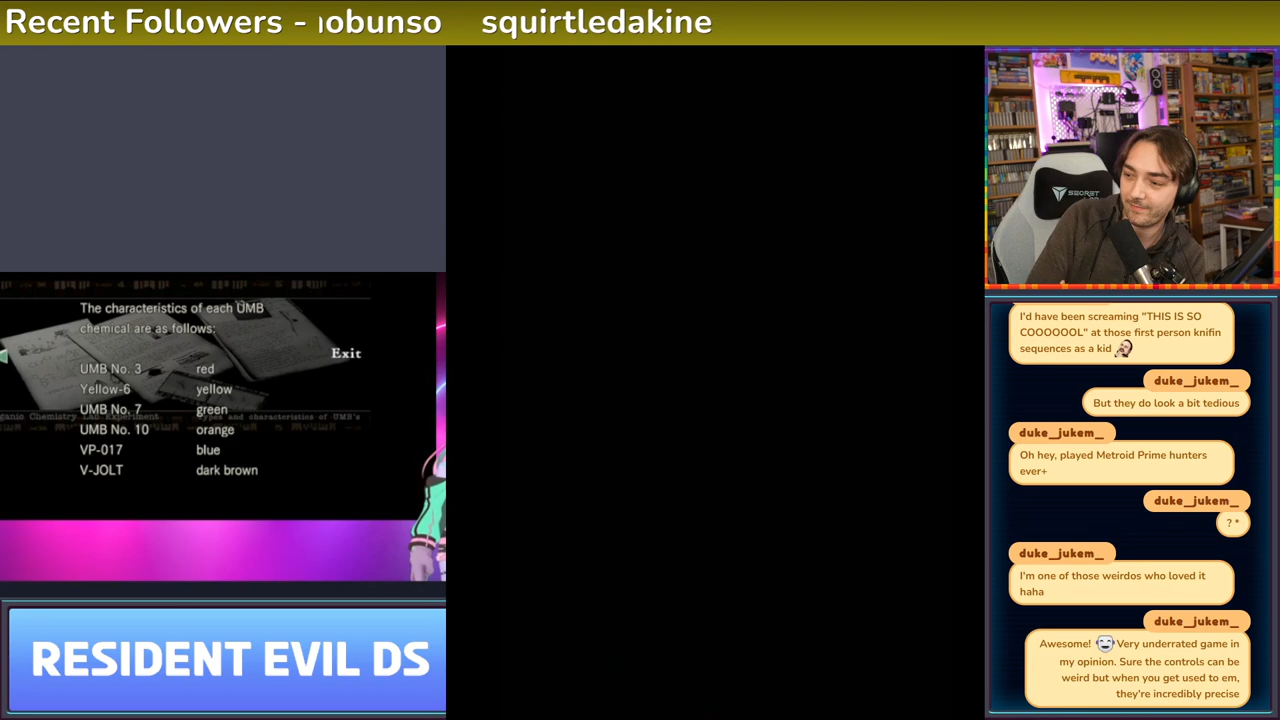 Recent Followers - obunso squirtledakine
The characteristics of each UMB
chemical are as follows:
Exit
UMB No. 3 red
Yellow-6 yellow
UMB No. 7 green
UMB No. 10 orange
VP-017 blue
V-JOLT dark brown
RESIDENT EVIL DS
SECRET
I'd have been screaming "THIS IS SO
COOOOOOL" at those first person knifin
sequences as a kid
duke_jukem_
But they do look a bit tedious
duke_jukem_
Oh hey, played Metroid Prime hunters
ever+
duke_jukem_
? *
duke_jukem_
I'm one of those weirdos who loved it
haha
duke_jukem_
Awesome! Very underrated game in
my opinion. Sure the controls can be
weird but when you get used to em,
they're incredibly precise